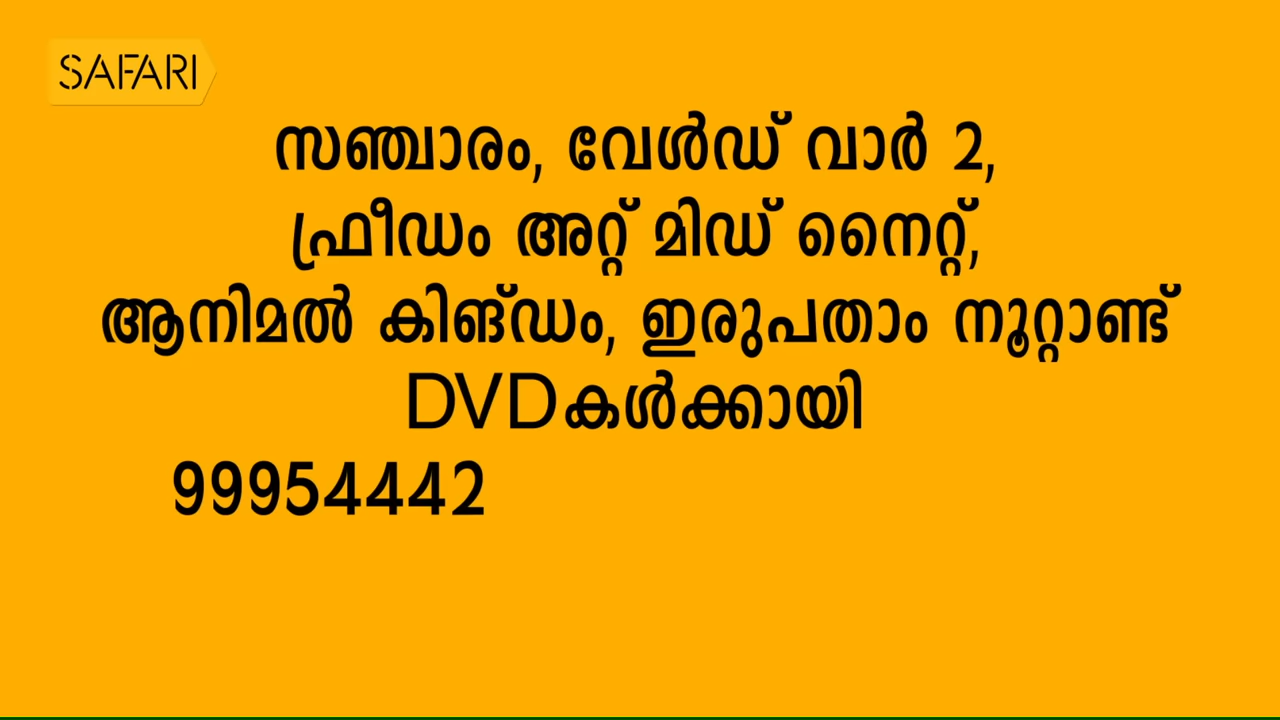 SAFARI
സഞ്ചാരം, വേൾഡ് വാർ 2,
ഫ്രീഡം അറ്റ് മിഡ് നൈറ്റ്,
ആനിമൽ കിങ്ഡം, ഇരുപതാം നൂറ്റാണ്ട്
DVDകൾക്കായി
99954442